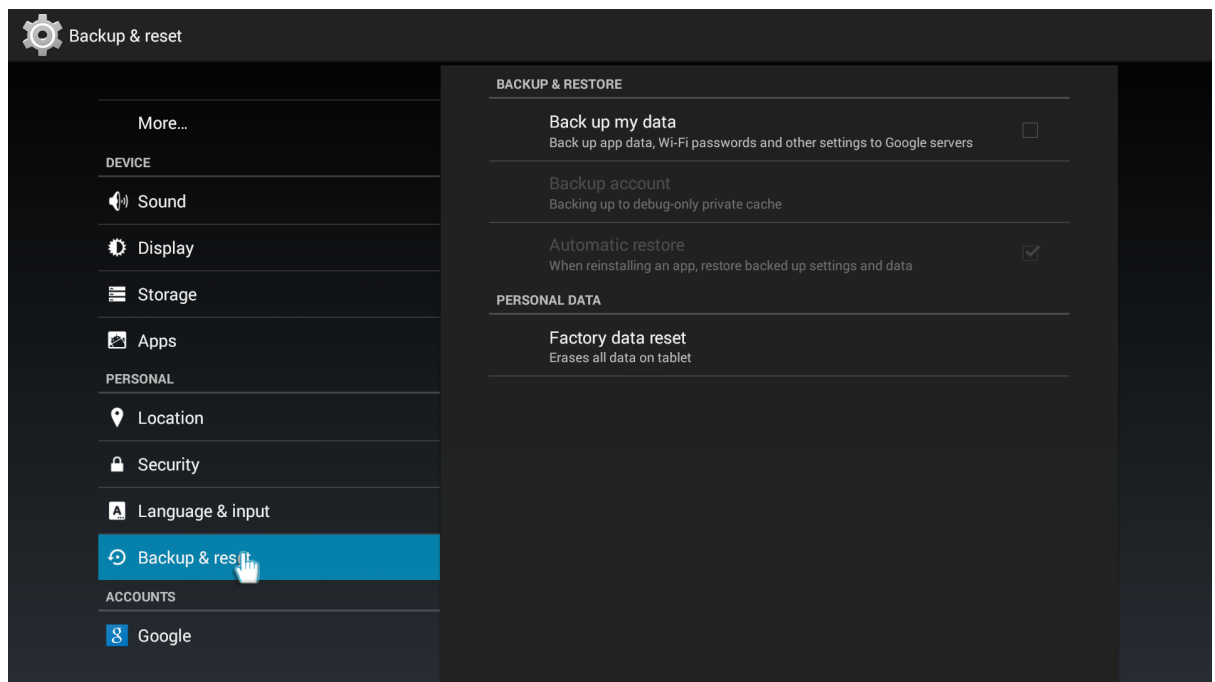 Backup & reset
More...
DEVICE
Sound
Display
Storage
Apps
PERSONAL
Location
Security
Language & input
Backup & reset
ACCOUNTS
Google
BACKUP & RESTORE
Back up my data
Back up app data, Wi-Fi passwords and other settings to Google servers
Backup account
Backing up to debug-only private cache
Automatic restore
When reinstalling an app, restore backed up settings and data
PERSONAL DATA
Factory data reset
Erases all data on tablet